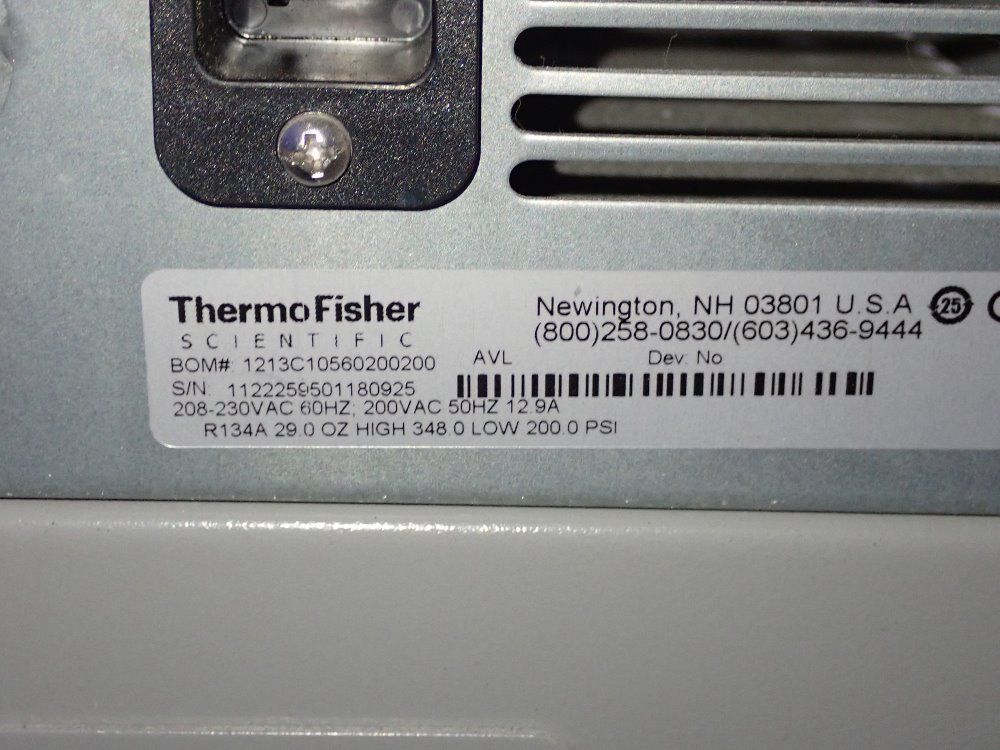 ThermoFisher
SCIENTIFIC
Newington, NH 03801 U.S.A
25
(800)258-0830/(603)436-9444
BOM# 1213C10560200200
AVL
Dev. No
S/N. 1122259501180925
208-230VAC 60HZ; 200VAC 50HZ 12.9A
R134A 29.0 OZ HIGH 348.0 LOW 200.0 PSI